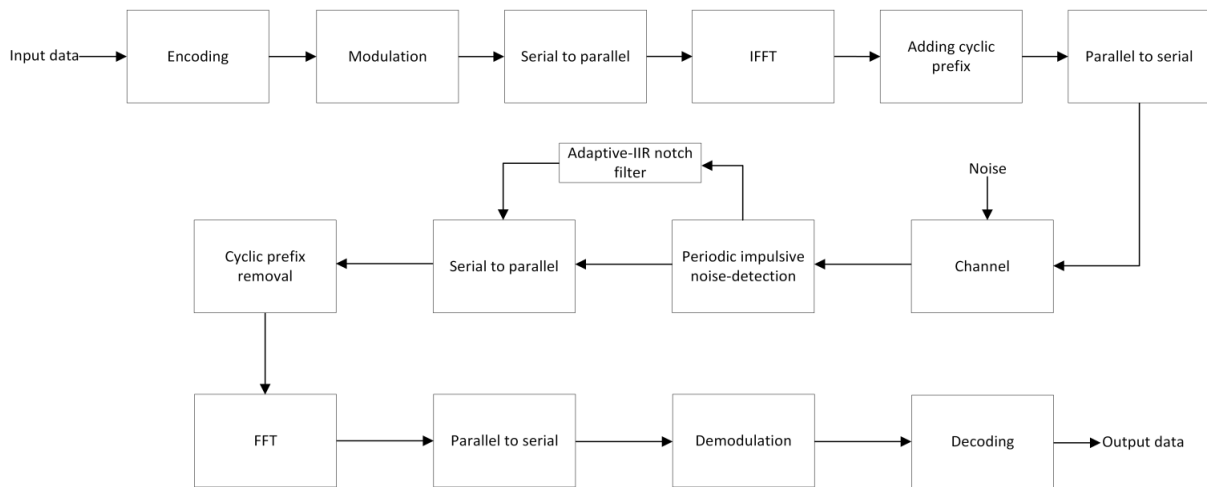 Input data
Encoding
Modulation
Serial to parallel
IFFT
Adding cyclic
prefix
Parallel to serial
Adaptive-IIR notch
filter
Noise
Cyclic prefix
removal
Serial to parallel
Periodic impulsive
noise-detection
Channel
FFT
Parallel to serial
Demodulation
Decoding
Output data